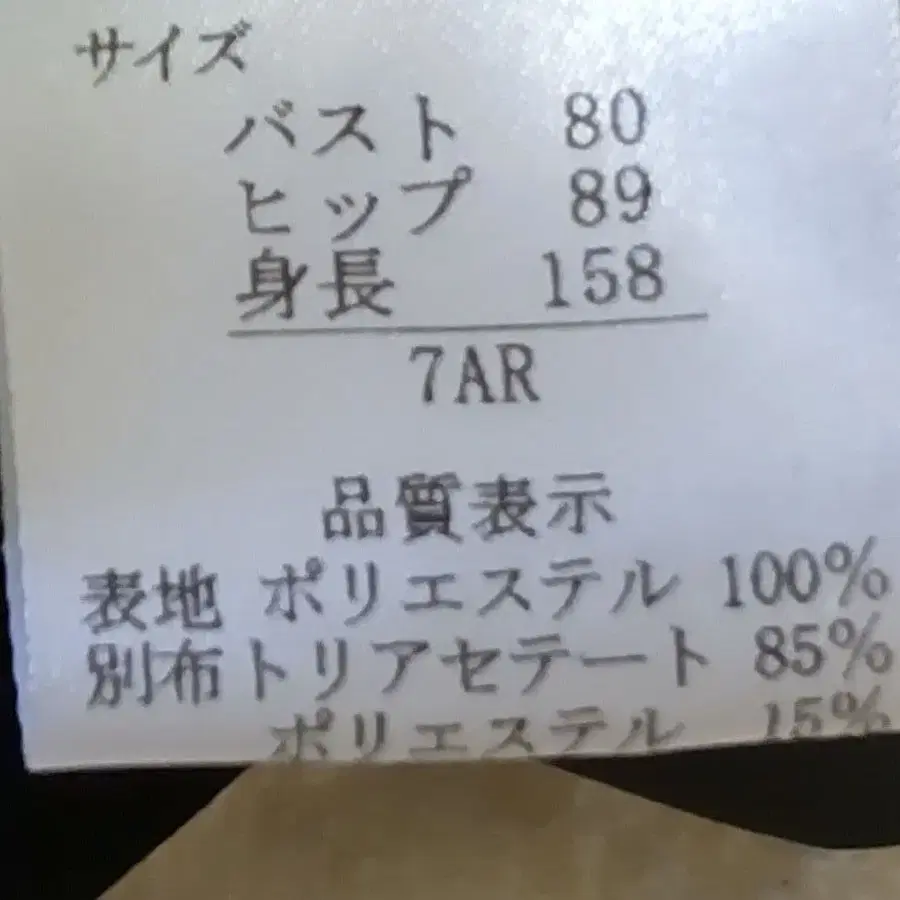 サイズ
バスト 80
ヒップ 89
身長 158
7AR
品質表示
表地 ポリエステル 100%
別布トリアセテート 85%
ポリエステル 15%